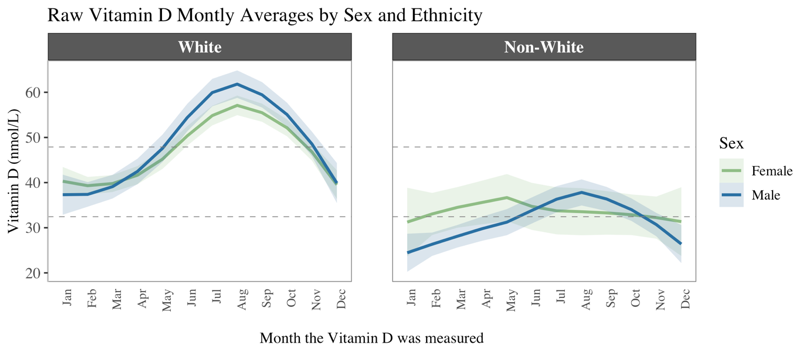 Raw Vitamin D Montly Averages by Sex and Ethnicity
White
Non-White
Vitamin D (nmol/L)
60
50
40
30
20
Jan
Feb
Mar
Apr
May
Jun
Jul
Aug
Sep
Oct
Nov
Dec
Jan
Feb
Mar
Apr
May
Jun
Jul
Aug
Sep
Oct
Nov
Dec
Sex
Female
Male
Month the Vitamin D was measured